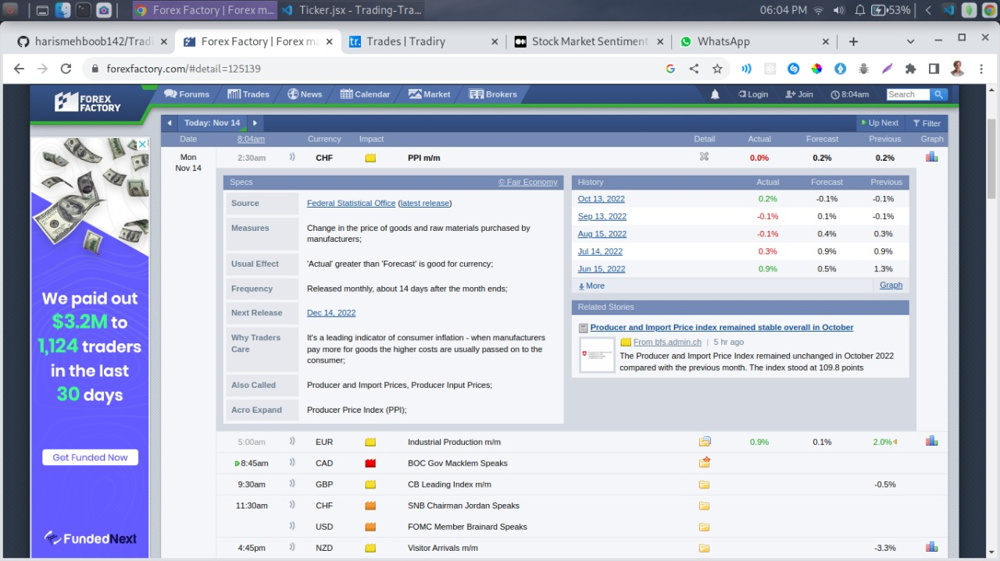 Forex Factory | Forex m... Ticker.jsx - Trading-Tra... 06:04 PM 53%
harismehboob142/Tradi Forex Factory | Forex ma Trades | Tradiry Stock Market Sentiment WhatsApp
forexfactory.com/#detail=125139
FOREX FACTORY Forums Trades News Calendar Market Brokers Login Join 8:04am Search
Today: Nov 14 Up Next Filter
Date 8:04am Currency Impact Detail Actual Forecast Previous Graph
Mon Nov 14 2:30am CHF PPI m/m 0.0% 0.2% 0.2%
Specs © Fair Economy
Source Federal Statistical Office (latest release)
Measures Change in the price of goods and raw materials purchased by
manufacturers;
Usual Effect 'Actual' greater than 'Forecast' is good for currency;
Frequency Released monthly, about 14 days after the month ends;
Next Release Dec 14, 2022
Why Traders Care It's a leading indicator of consumer inflation - when manufacturers
pay more for goods the higher costs are usually passed on to the
consumer;
Also Called Producer and Import Prices, Producer Input Prices;
Acro Expand Producer Price Index (PPI);
History Actual Forecast Previous
Oct 13, 2022 0.2% -0.1% -0.1%
Sep 13, 2022 -0.1% 0.1% -0.1%
Aug 15, 2022 -0.1% 0.4% 0.3%
Jul 14, 2022 0.3% 0.9% 0.9%
Jun 15, 2022 0.9% 0.5% 1.3%
More Graph
Related Stories
Producer and Import Price index remained stable overall in October
From bfs.admin.ch | 5 hr ago
The Producer and Import Price Index remained unchanged in October 2022
compared with the previous month. The index stood at 109.8 points
5:00am EUR Industrial Production m/m 0.9% 0.1% 2.0%
8:45am CAD BOC Gov Macklem Speaks
9:30am GBP CB Leading Index m/m -0.5%
11:30am CHF SNB Chairman Jordan Speaks
USD FOMC Member Brainard Speaks
4:45pm NZD Visitor Arrivals m/m -3.3%
We paid out
$3.2M to
1,124 traders
in the last
30 days
Get Funded Now
FundedNext